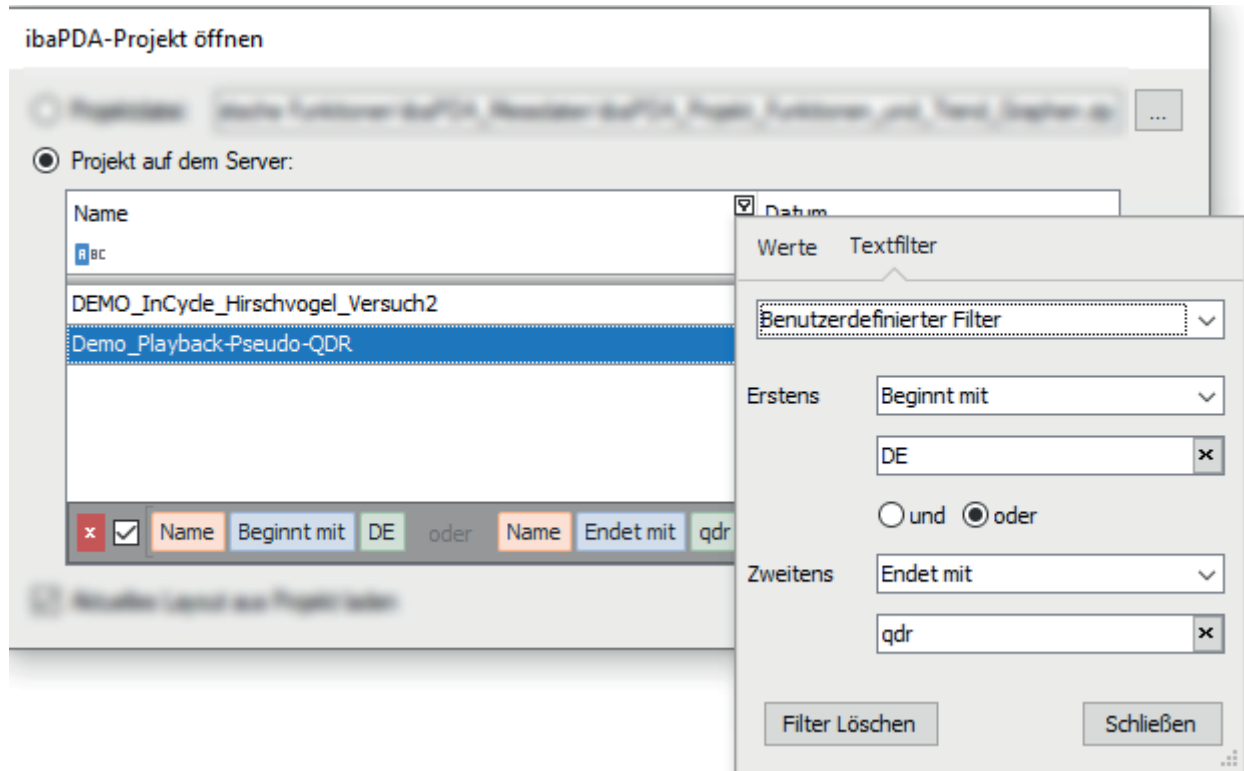 ibaPDA-Projekt öffnen
...
Projekt auf dem Server:
Name
Datum
ABC
DEMO_InCycle_Hirschvogel_Versuch2
Demo_Playback-Pseudo-QDR
x Name Beginnt mit DE oder Name Endet mit qdr
Werte Textfilter
Benutzerdefinierter Filter
Erstens Beginnt mit
DE
und oder
Zweitens Endet mit
qdr
Filter Löschen Schließen